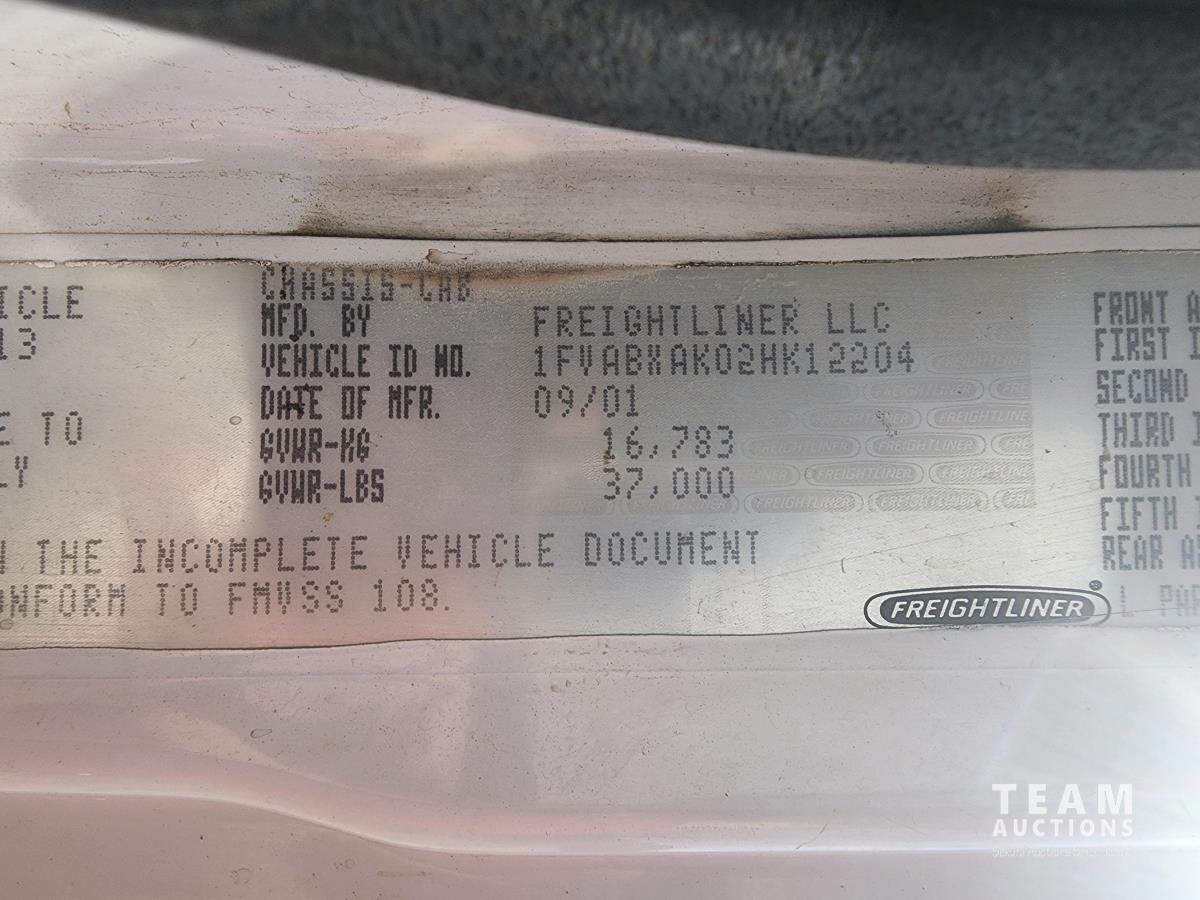 CHASSIS-CAB
ICLE MFD. BY FREIGHTLINER LLC FRONT A
13 VEHICLE ID NO. 1FVABXAK02HK12204 FIRST I
DATE OF MFR. 09/01 SECOND
E TO GVWR-KG 16,783 THIRD I
LY GVWR-LBS 37,000 FOURTH
FIFTH
N THE INCOMPLETE VEHICLE DOCUMENT REAR A
ONFORM TO FMVSS 108. FREIGHTLINER L PA
TEAM
AUCTIONS